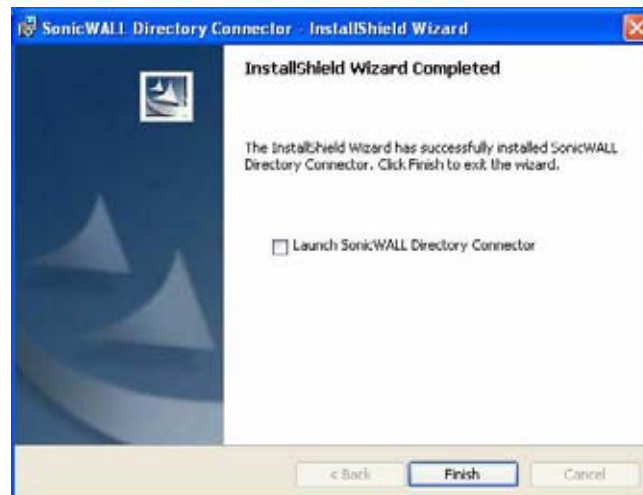 SonicWALL Directory Connector - InstallShield Wizard
InstallShield Wizard Completed
The InstallShield Wizard has successfully installed SonicWALL
Directory Connector. Click Finish to exit the wizard.
Launch SonicWALL Directory Connector
< Back
Finish
Cancel